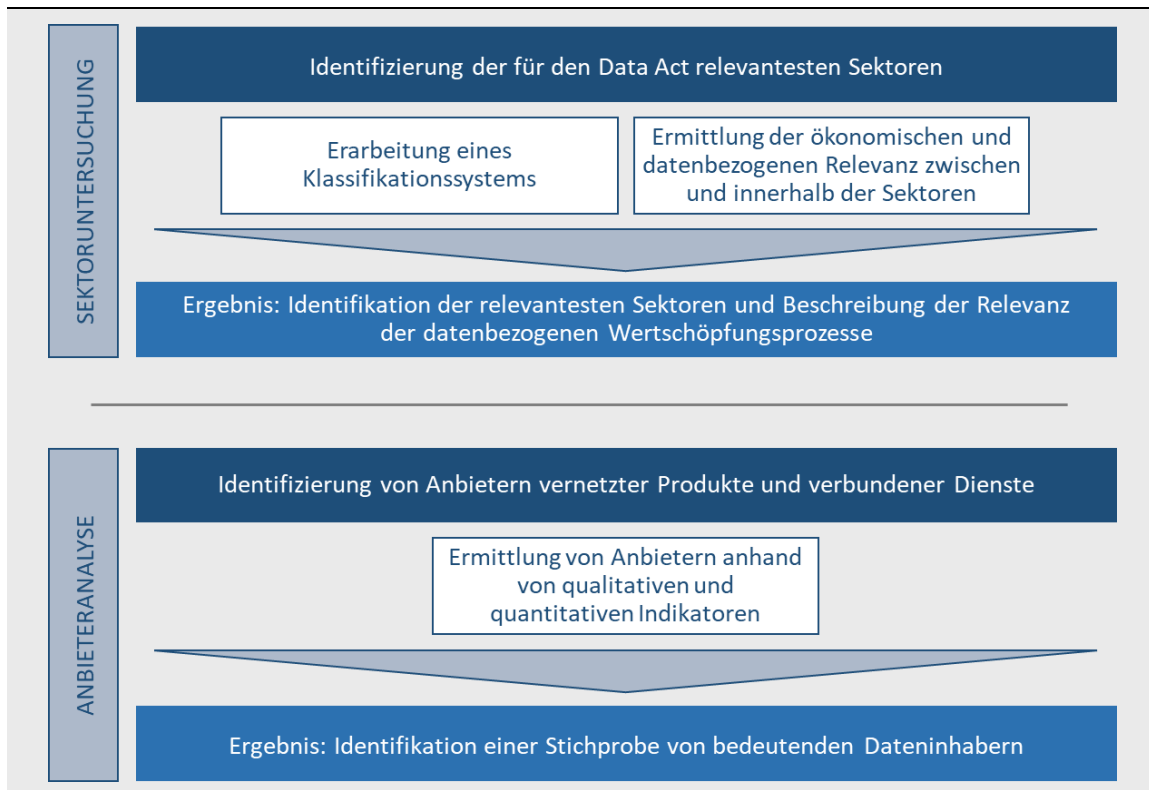 SEKTORUNTERSUCHUNG
Identifizierung der für den Data Act relevantesten Sektoren
Erarbeitung eines
Klassifikationssystems
Ermittlung der ökonomischen und
datenbezogenen Relevanz zwischen
und innerhalb der Sektoren
Ergebnis: Identifikation der relevantesten Sektoren und Beschreibung der Relevanz
der datenbezogenen Wertschöpfungsprozesse
ANBIETERANALYSE
Identifizierung von Anbietern vernetzter Produkte und verbundener Dienste
Ermittlung von Anbietern anhand
von qualitativen und
quantitativen Indikatoren
Ergebnis: Identifikation einer Stichprobe von bedeutenden Dateninhabern